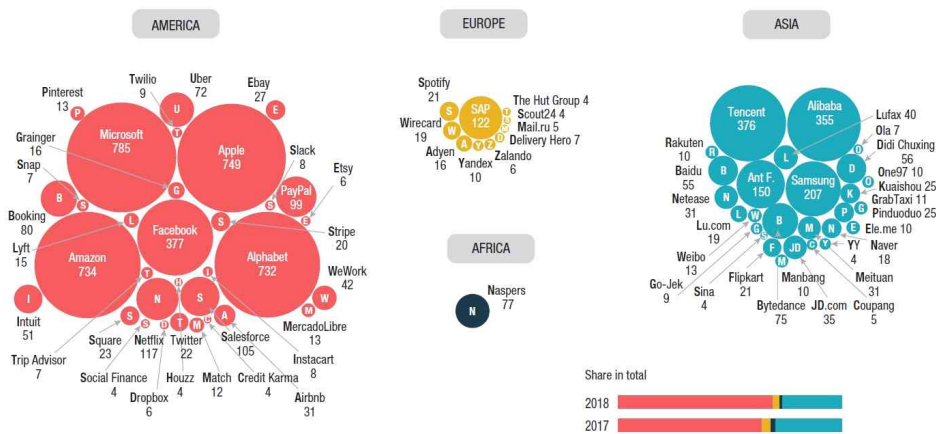 AMERICA
EUROPE
ASIA
Pinterest
13
Twilio
9
Uber
72
Ebay
27
P
U
E
T
Microsoft
785
Apple
749
Grainger
16
G
Slack
8
Snap
7
S
Etsy
6
PayPal
99
B
Booking
80
L
Facebook
377
S
E
Stripe
20
Lyft
15
Amazon
734
Alphabet
732
WeWork
42
T
H
I
N
S
I
W
M
Intuit
51
S
S
D
T
M
C
A
MercadoLibre
13
Square
23
Netflix
117
Twitter
22
Salesforce
105
Trip Advisor
7
Instacart
8
Social Finance
4
Houzz
4
Match
12
Credit Karma
4
Dropbox
6
Airbnb
31
Spotify
21
SAP
122
The Hut Group 4
Scout24 4
Mail.ru 5
Delivery Hero 7
S
W
A
Y
Z
D
Wirecard
19
Adyen
16
Yandex
10
Zalando
6
AFRICA
Naspers
77
N
Tencent
376
Alibaba
355
Lufax 40
Ola 7
Didi Chuxing
56
One97 10
Kuaishou 25
GrabTaxi 11
Pinduoduo 25
Ele.me 10
Rakuten
10
R
L
O
Baidu
55
B
Ant F.
150
Samsung
207
D
O
K
Netease
31
N
P
G
L
W
G
S
B
M
N
E
Lu.com
19
Naver
18
F
JD
C
Y
YY
4
M
Weibo
13
Meituan
31
Go-Jek
9
Sina
4
Flipkart
21
Manbang
10
Bytedance
75
JD.com
35
Coupang
5
Share in total
2018
2017